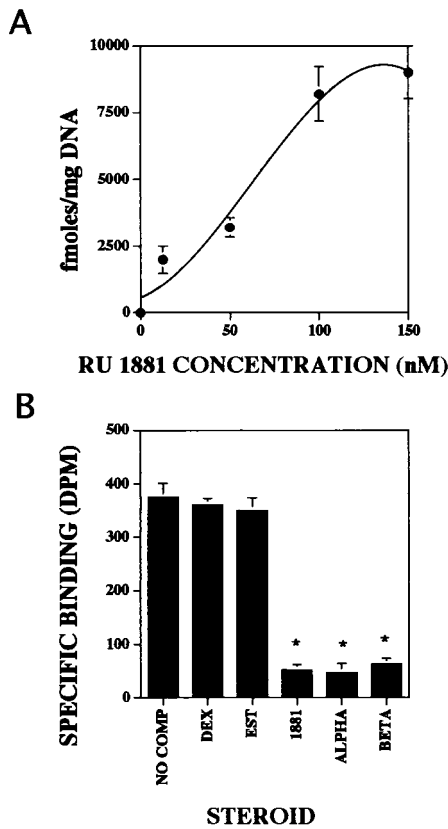 A
fmoles/mg DNA
10000
7500
5000
2500
0
0 50 100 150
RU 1881 CONCENTRATION (nM)
B
SPECIFIC BINDING (DPM)
500
400
300
200
100
0
* * *
NO COMP
DEX
EST
1881
ALPHA
BETA
STEROID